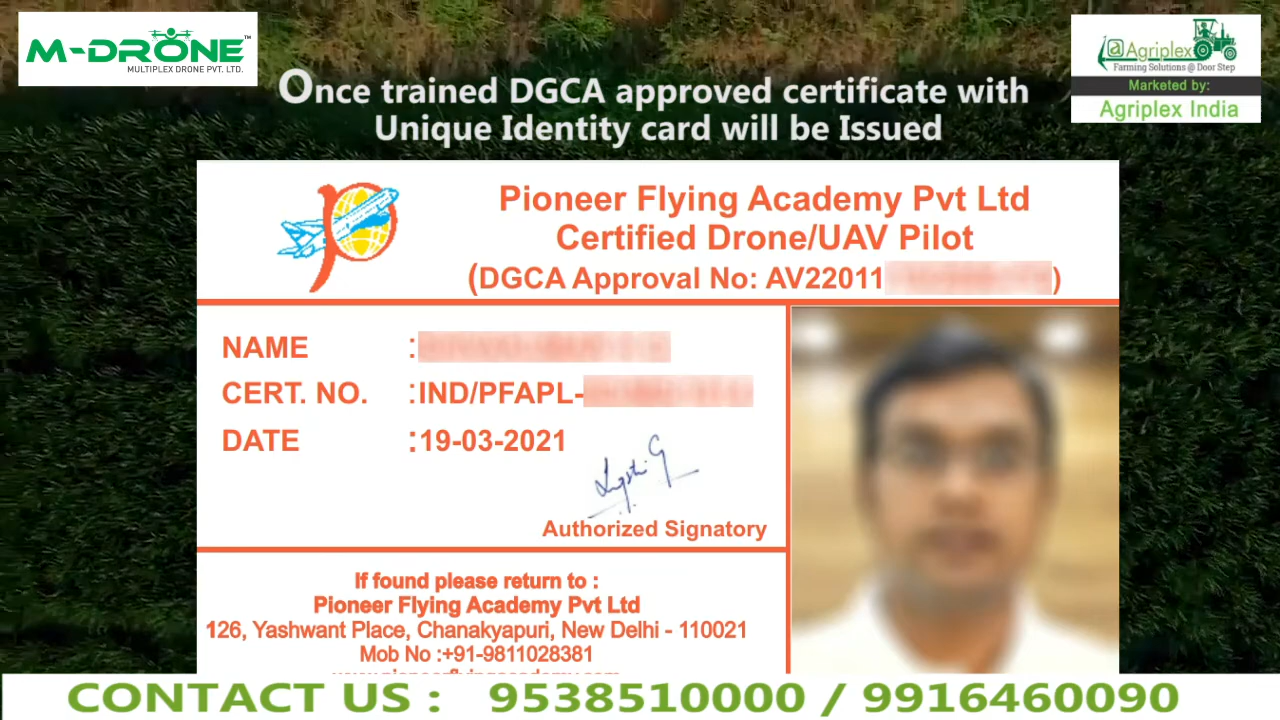 M-DRONE™
MULTIPLEX DRONE PVT. LTD.
@Agriplex
Farming Solutions @ Door Step
Marketed by:
Agriplex India
Once trained DGCA approved certificate with
Unique Identity card will be Issued
Pioneer Flying Academy Pvt Ltd
Certified Drone/UAV Pilot
(DGCA Approval No: AV22011 )
NAME :
CERT. NO. :IND/PFAPL-
DATE :19-03-2021
Authorized Signatory
If found please return to :
Pioneer Flying Academy Pvt Ltd
126, Yashwant Place, Chanakyapuri, New Delhi - 110021
Mob No :+91-9811028381
CONTACT US : 9538510000 / 9916460090